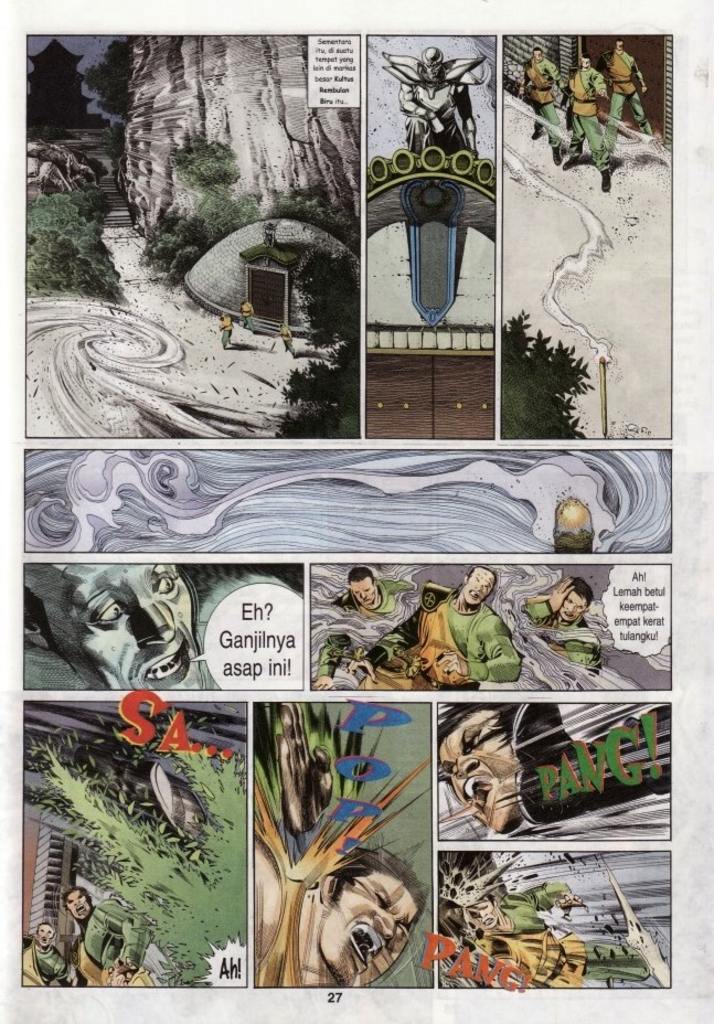 Sementara
itu, di suatu
tempat yang
lain di markas
besar Kultus
Rembulan
Biru itu...
Eh?
Ganjilnya
asap ini!
Ah!
Lemah betul
keempat-
empat kerat
tulangku!
SA...
Ah!
POP!
PANG!
PANG!
27